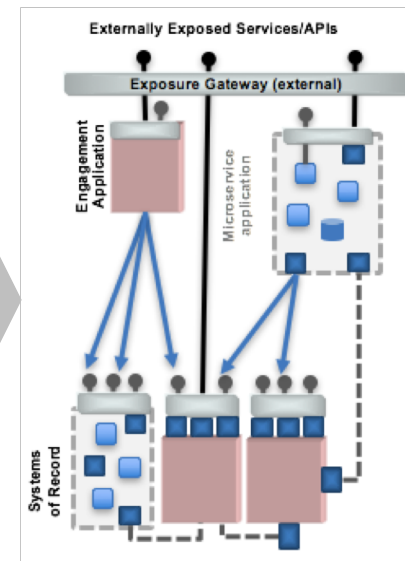 Externally Exposed Services/APIs
Exposure Gateway (external)
Engagement
Application
Microservice
application
Systems
of Record